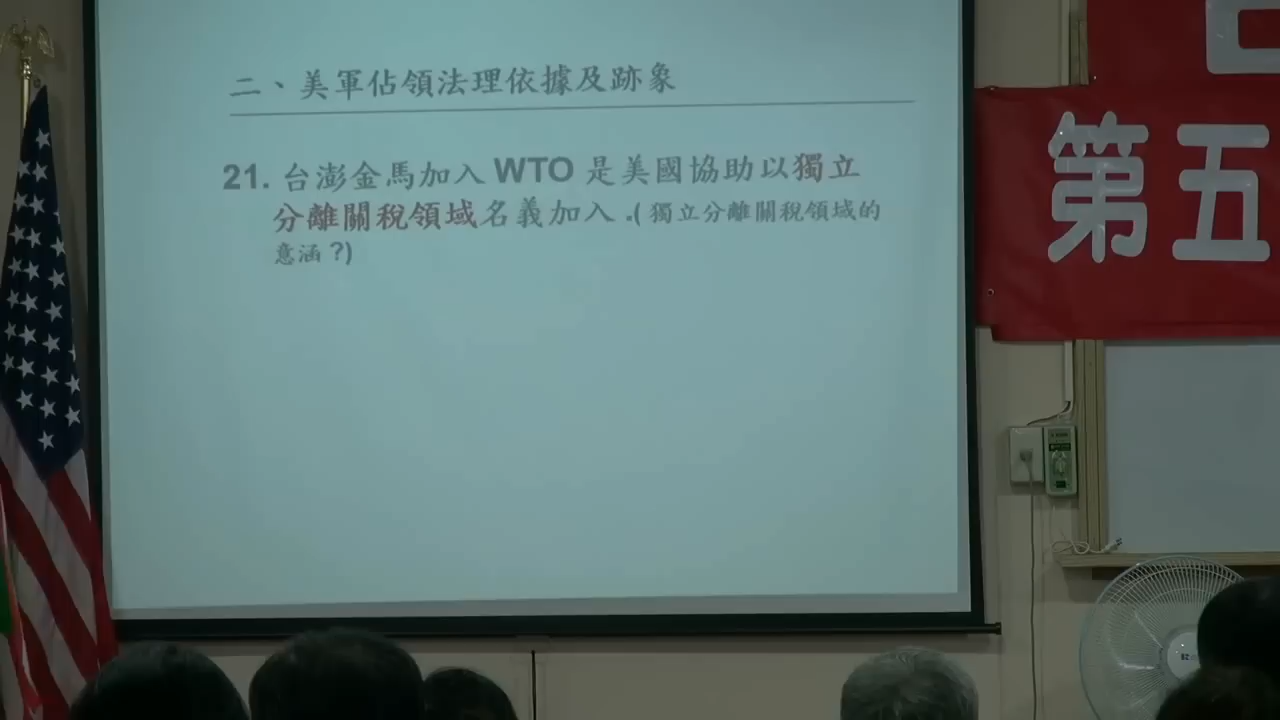 二、美軍佔領法理依據及跡象
21. 台澎金馬加入 WTO 是美國協助以獨立
分離關稅領域名義加入 .( 獨立分離關稅領域的
意涵 ?)
第五